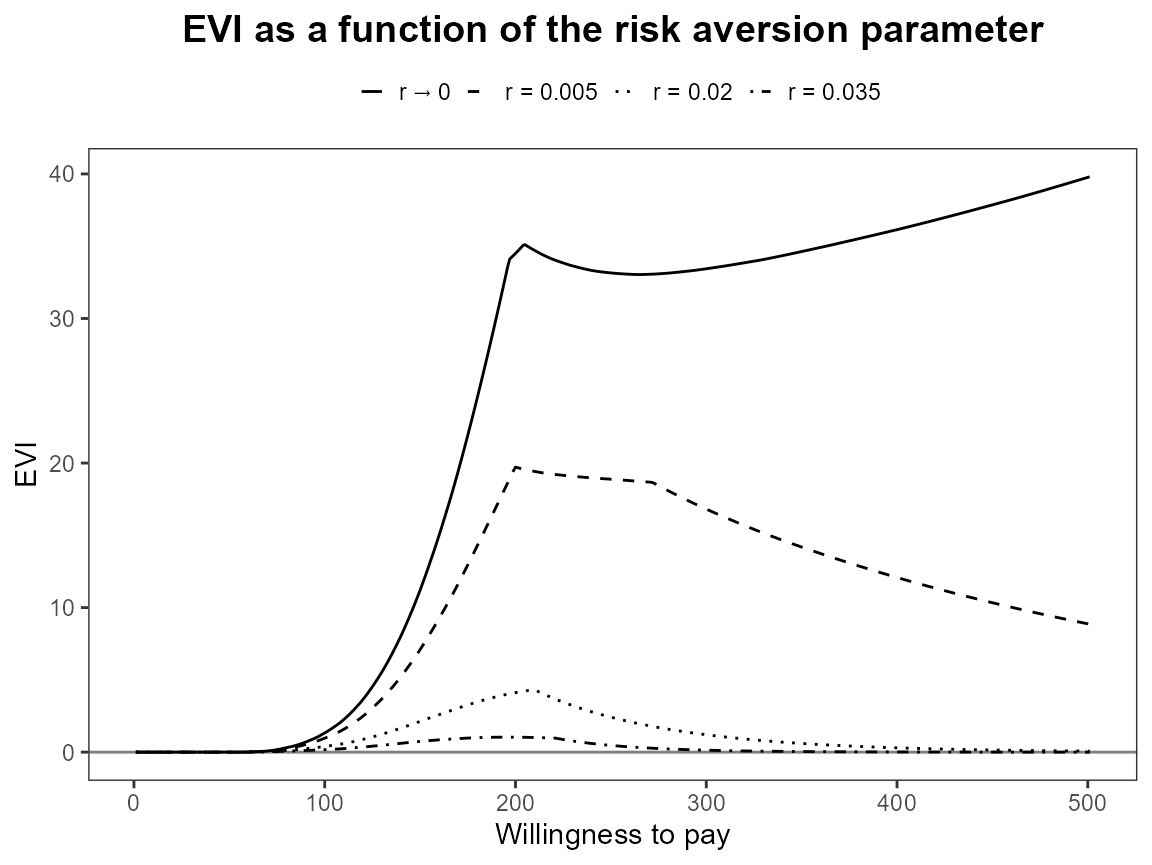 EVI as a function of the risk aversion parameter
r → 0 r = 0.005 r = 0.02 r = 0.035
40
30
20
10
0
EVI
0 100 200 300 400 500
Willingness to pay